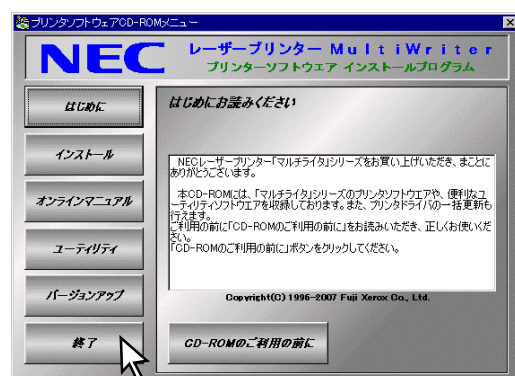 プリンタソフトウェアCD-ROMメニュー
NEC
レーザープリンター MultiWriter
プリンターソフトウエア インストールプログラム
はじめに
インストール
オンラインマニュアル
ユーティリティ
バージョンアップ
終了
はじめにお読みください
NECレーザープリンター「マルチライタ」シリーズをお買い上げいただき、まことに
ありがとうございます。
本CD-ROMには、「マルチライタ」シリーズのプリンタソフトウエアや、便利なユ
ーティリティソフトウエアを収録しております。また、プリンタドライバの一括更新も
行えます。
ご利用の前に「CD-ROMのご利用の前に」をお読みいただき、正しくお使いくだ
さい。
「CD-ROMのご利用の前に」ボタンをクリックしてください。
Copyright(C) 1996-2007 Fuji Xerox Co., Ltd.
CD-ROMのご利用の前に